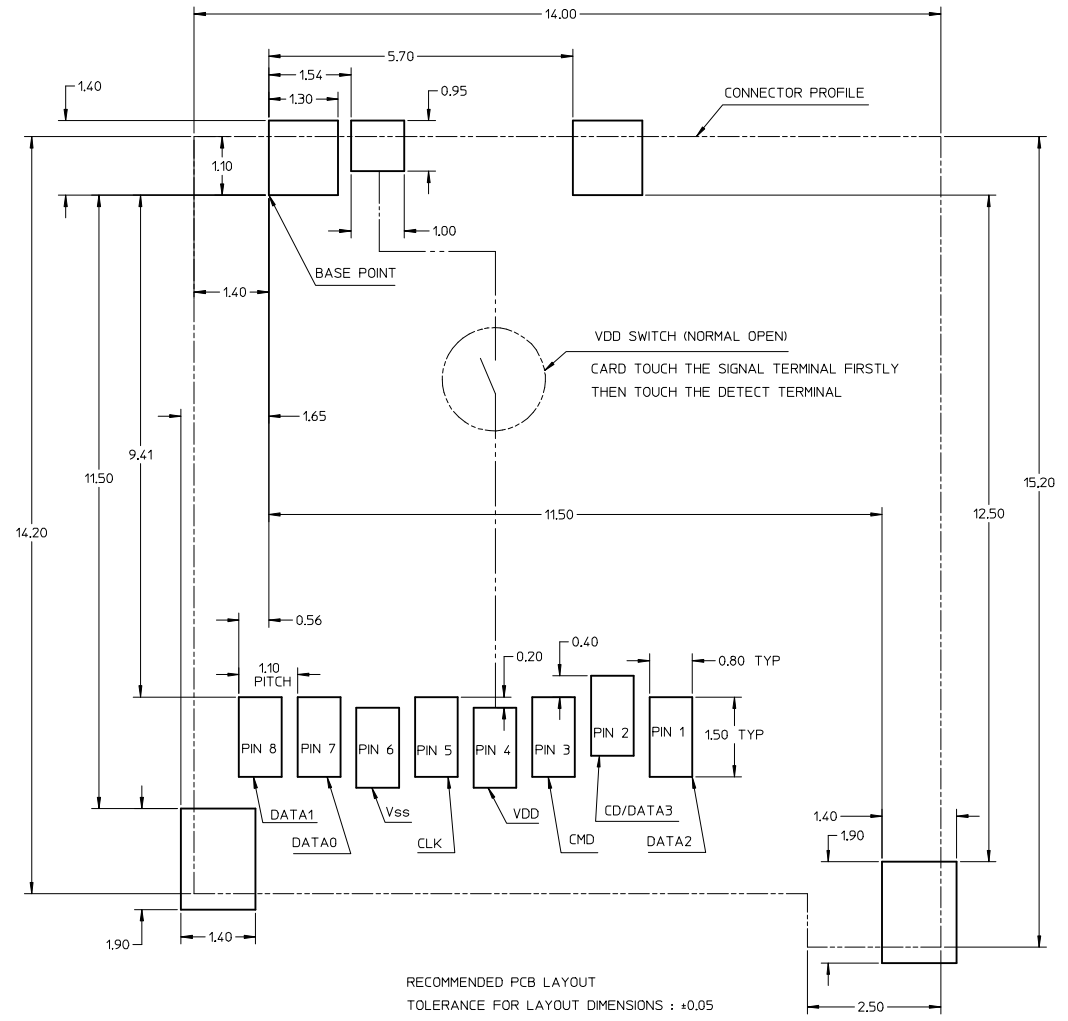 14.00
5.70
1.54
1.40
1.30
0.95
CONNECTOR PROFILE
1.10
1.00
BASE POINT
1.40
VDD SWITCH (NORMAL OPEN)
CARD TOUCH THE SIGNAL TERMINAL FIRSTLY
THEN TOUCH THE DETECT TERMINAL
1.65
9.41
11.50
15.20
11.50
12.50
14.20
0.56
0.40
0.20
1.10
PITCH
0.80 TYP
1.50 TYP
PIN 8
PIN 7
PIN 6
PIN 5
PIN 4
PIN 3
PIN 2
PIN 1
DATA1
Vss
VDD
CD/DATA3
1.40
DATA0
CLK
CMD
DATA2
1.90
1.90
1.40
RECOMMENDED PCB LAYOUT
TOLERANCE FOR LAYOUT DIMENSIONS : ±0.05
2.50